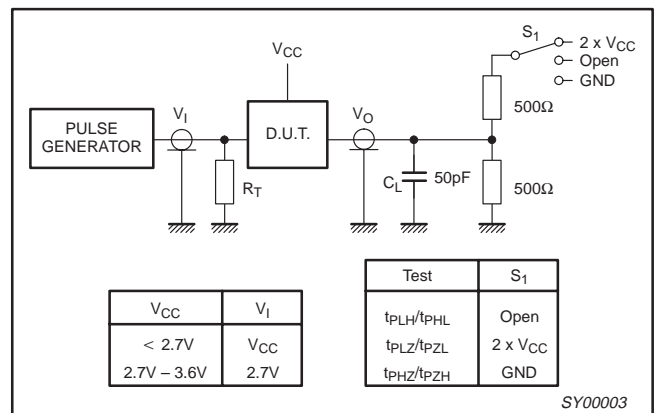 S1
2 x VCC
Open
GND
VCC
500Ω
PULSE
GENERATOR
VI
D.U.T.
VO
RT
CL
50pF
500Ω
VCC VI
< 2.7V VCC
2.7V – 3.6V 2.7V
Test S1
tPLH/tPHL Open
tPLZ/tPZL 2 x VCC
tPHZ/tPZH GND
SY00003